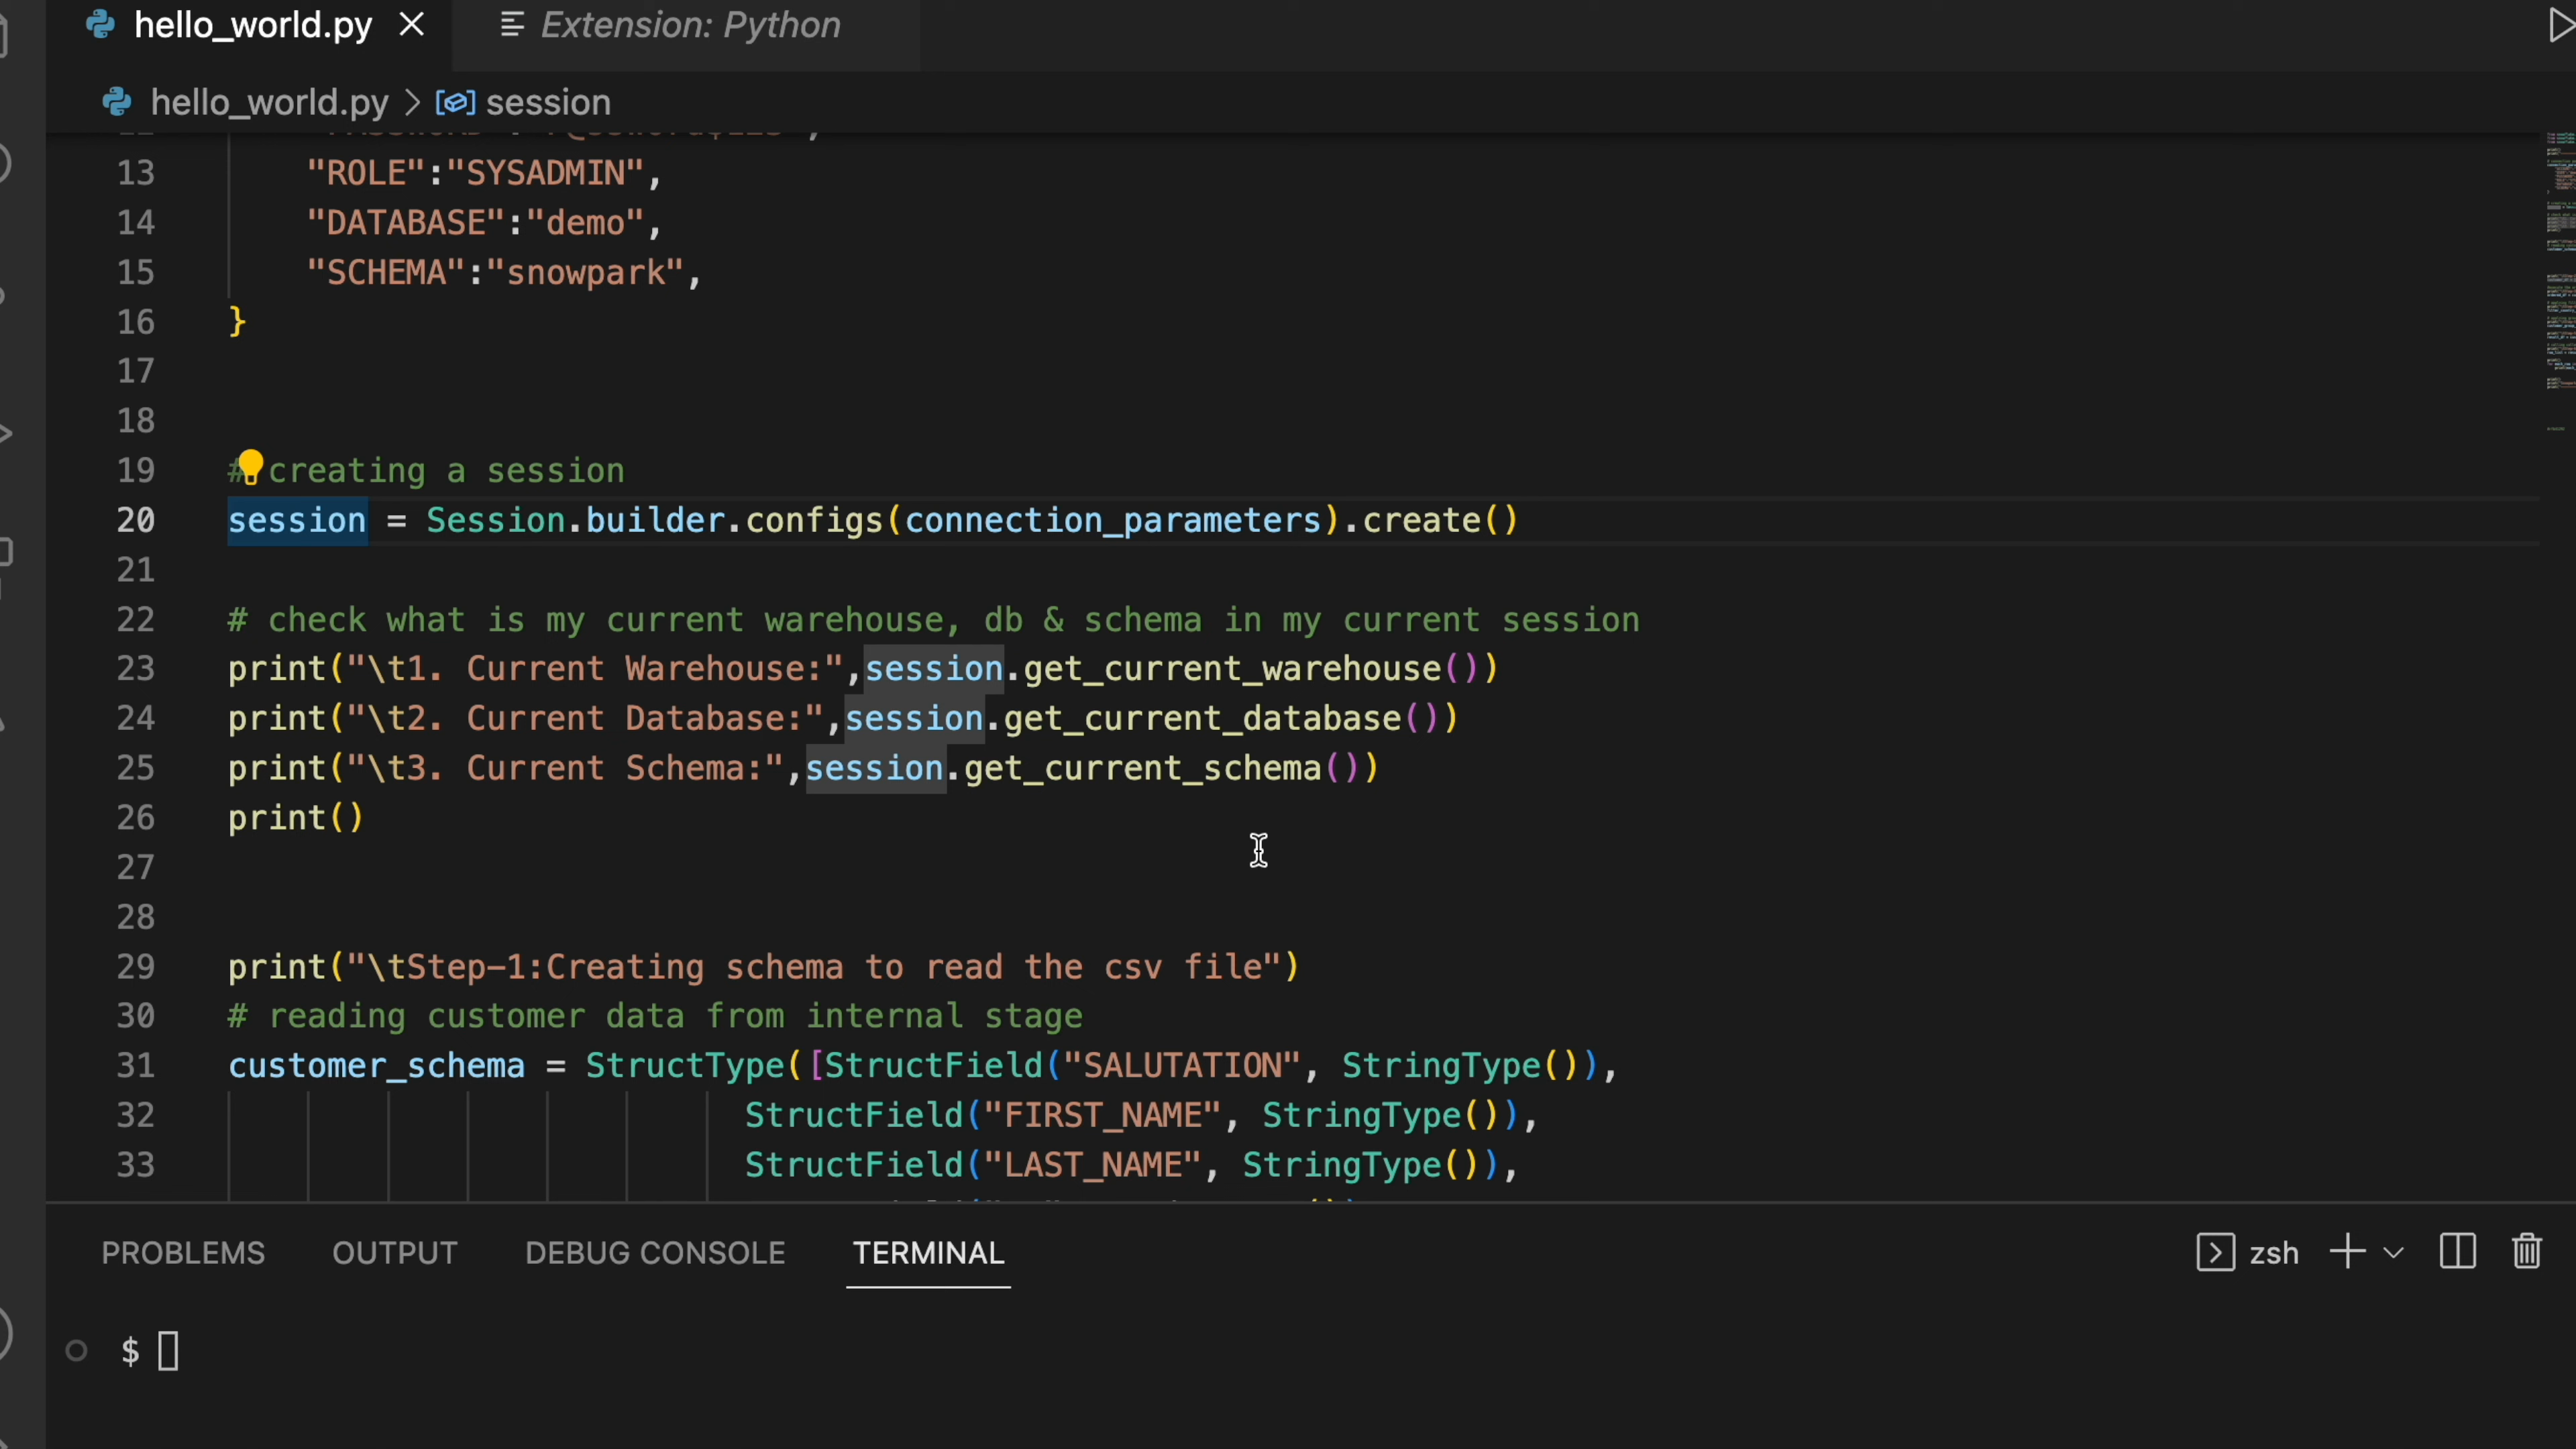 hello_world.py
Extension: Python
hello_world.py > session
13 "ROLE":"SYSADMIN",
14 "DATABASE":"demo",
15 "SCHEMA":"snowpark",
16 }
17
18
19 # creating a session
20 session = Session.builder.configs(connection_parameters).create()
21
22 # check what is my current warehouse, db & schema in my current session
23 print("\t1. Current Warehouse:",session.get_current_warehouse())
24 print("\t2. Current Database:",session.get_current_database())
25 print("\t3. Current Schema:",session.get_current_schema())
26 print()
27
28
29 print("\tStep-1:Creating schema to read the csv file")
30 # reading customer data from internal stage
31 customer_schema = StructType([StructField("SALUTATION", StringType()),
32 StructField("FIRST_NAME", StringType()),
33 StructField("LAST_NAME", StringType()),
PROBLEMS OUTPUT DEBUG CONSOLE TERMINAL zsh
$